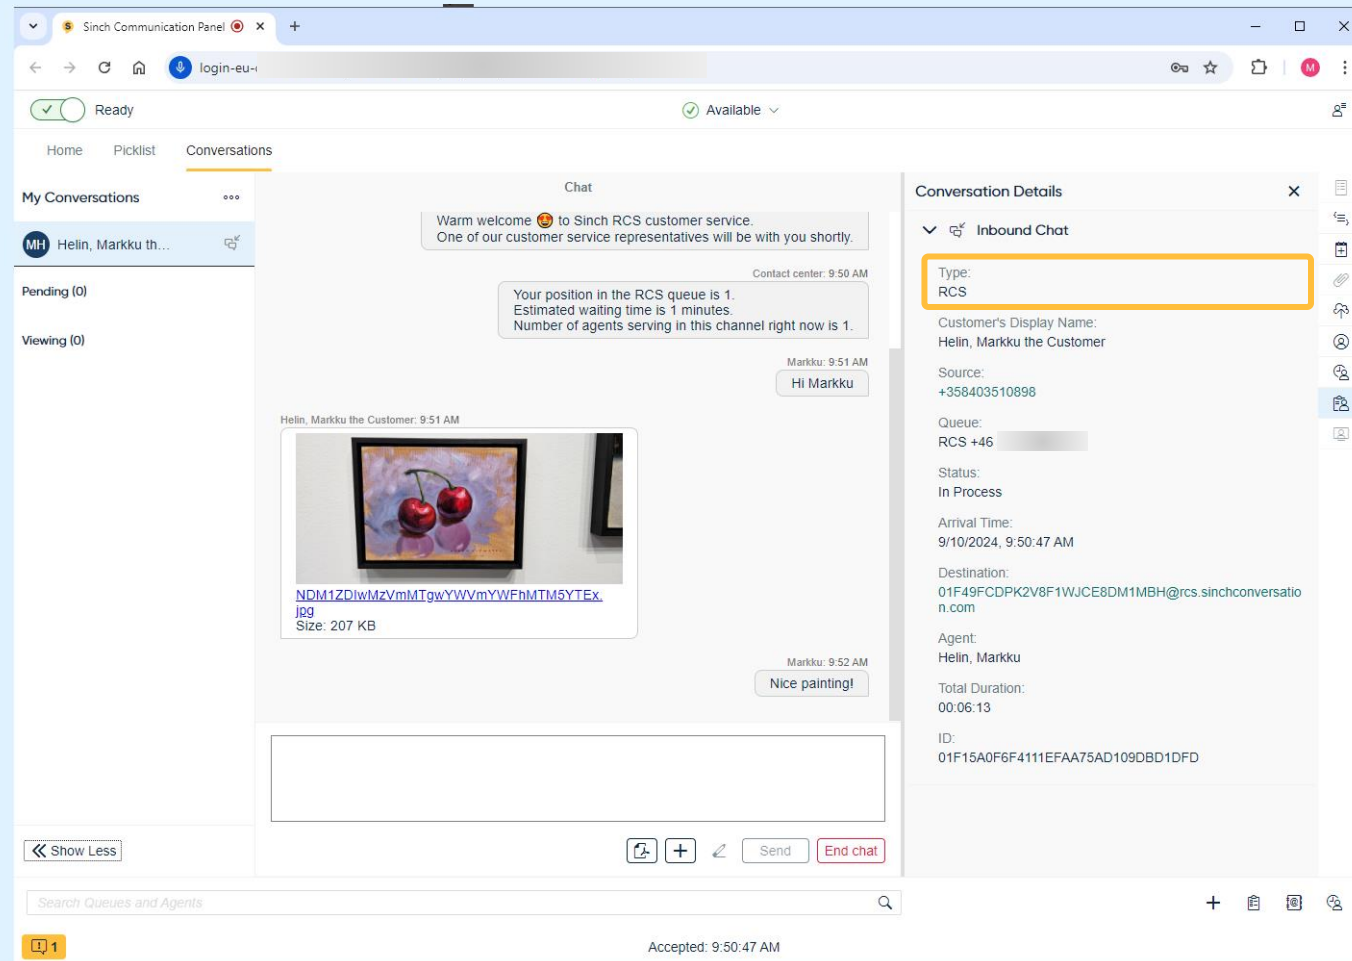 Sinch Communication Panel
login-eu-
M
Ready
Available
Home
Picklist
Conversations
My Conversations
MH
Helin, Markku th...
Pending (0)
Viewing (0)
Show Less
Chat
Warm welcome 🤩 to Sinch RCS customer service.
One of our customer service representatives will be with you shortly.
Contact center: 9:50 AM
Your position in the RCS queue is 1.
Estimated waiting time is 1 minutes.
Number of agents serving in this channel right now is 1.
Markku: 9:51 AM
Hi Markku
Helin, Markku the Customer: 9:51 AM
NDM1ZDIwMzVmMTgwYWVmYWFhMTM5YTEx.
jpg
Size: 207 KB
Markku: 9:52 AM
Nice painting!
Send
End chat
Conversation Details
Inbound Chat
Type:
RCS
Customer's Display Name:
Helin, Markku the Customer
Source:
+358403510898
Queue:
RCS +46
Status:
In Process
Arrival Time:
9/10/2024, 9:50:47 AM
Destination:
01F49FCDPK2V8F1WJCE8DM1MBH@rcs.sinchconversatio
n.com
Agent:
Helin, Markku
Total Duration:
00:06:13
ID:
01F15A0F6F4111EFAA75AD109DBD1DFD
Search Queues and Agents
1
Accepted: 9:50:47 AM